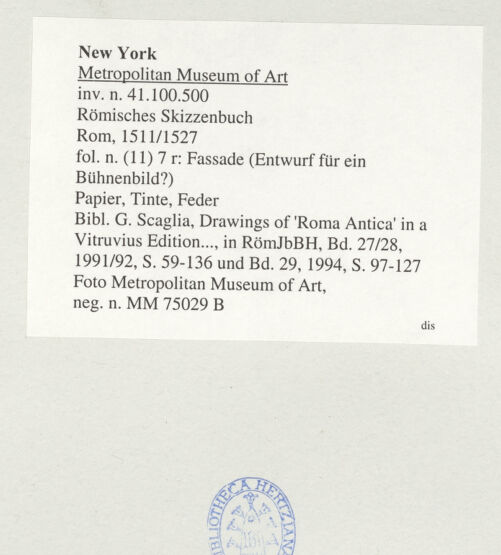 New York
Metropolitan Museum of Art
inv. n. 41.100.500
Römisches Skizzenbuch
Rom, 1511/1527
fol. n. (11) 7 r: Fassade (Entwurf für ein
Bühnenbild?)
Papier, Tinte, Feder
Bibl. G. Scaglia, Drawings of 'Roma Antica' in a
Vitruvius Edition..., in RömJbBH, Bd. 27/28,
1991/92, S. 59-136 und Bd. 29, 1994, S. 97-127
Foto Metropolitan Museum of Art,
neg. n. MM 75029 B
dis
BIBLIOTHECA HERTZIANA